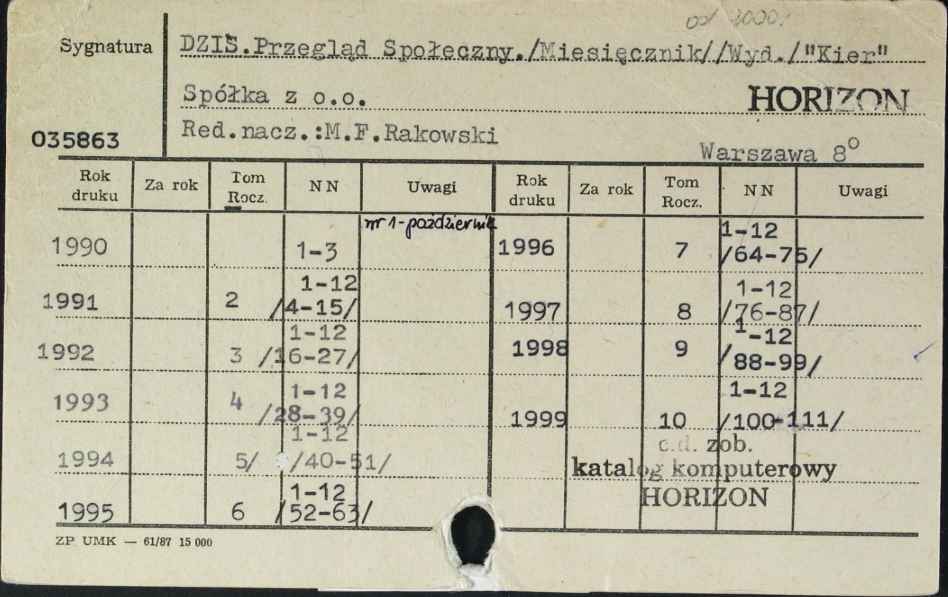 od 2000r
Sygnatura
DZIŚ.Przegląd Społeczny./Miesięcznik//Wyd./"Kier"
Spółka z o.o.
HORIZON
035863
Red.nacz.:M.F.Rakowski
Warszawa 8°
Rok druku Za rok Tom Rocz. NN Uwagi Rok druku Za rok Tom Rocz. NN Uwagi
nr 1-październik
1990 1-3
1996 7 1-12 /64-75/
1991 2 1-12 /4-15/
1997 8 1-12 /76-87/
1992 3 1-12 /16-27/
1998 9 1-12 /88-99/
1993 4 1-12 /28-39/
1999 10 1-12 /100-111/
1994 5/ 1-12 /40-51/
c.d. zob.
katalog komputerowy
HORIZON
1995 6 1-12 /52-63/
ZP UMK — 61/87 15 000